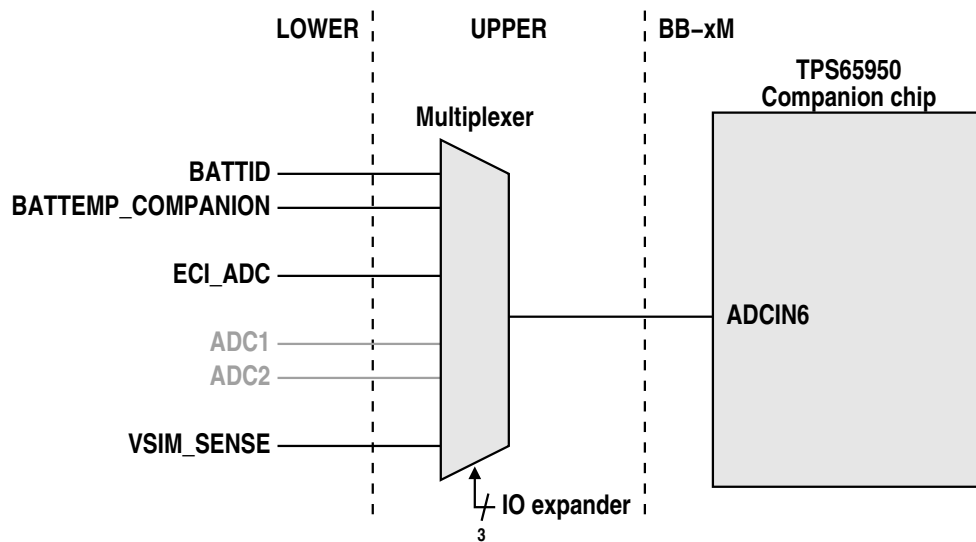 LOWER
UPPER
BB−xM
TPS65950
Companion chip
Multiplexer
BATTID
BATTEMP_COMPANION
ECI_ADC
ADCIN6
ADC1
ADC2
VSIM_SENSE
IO expander
3